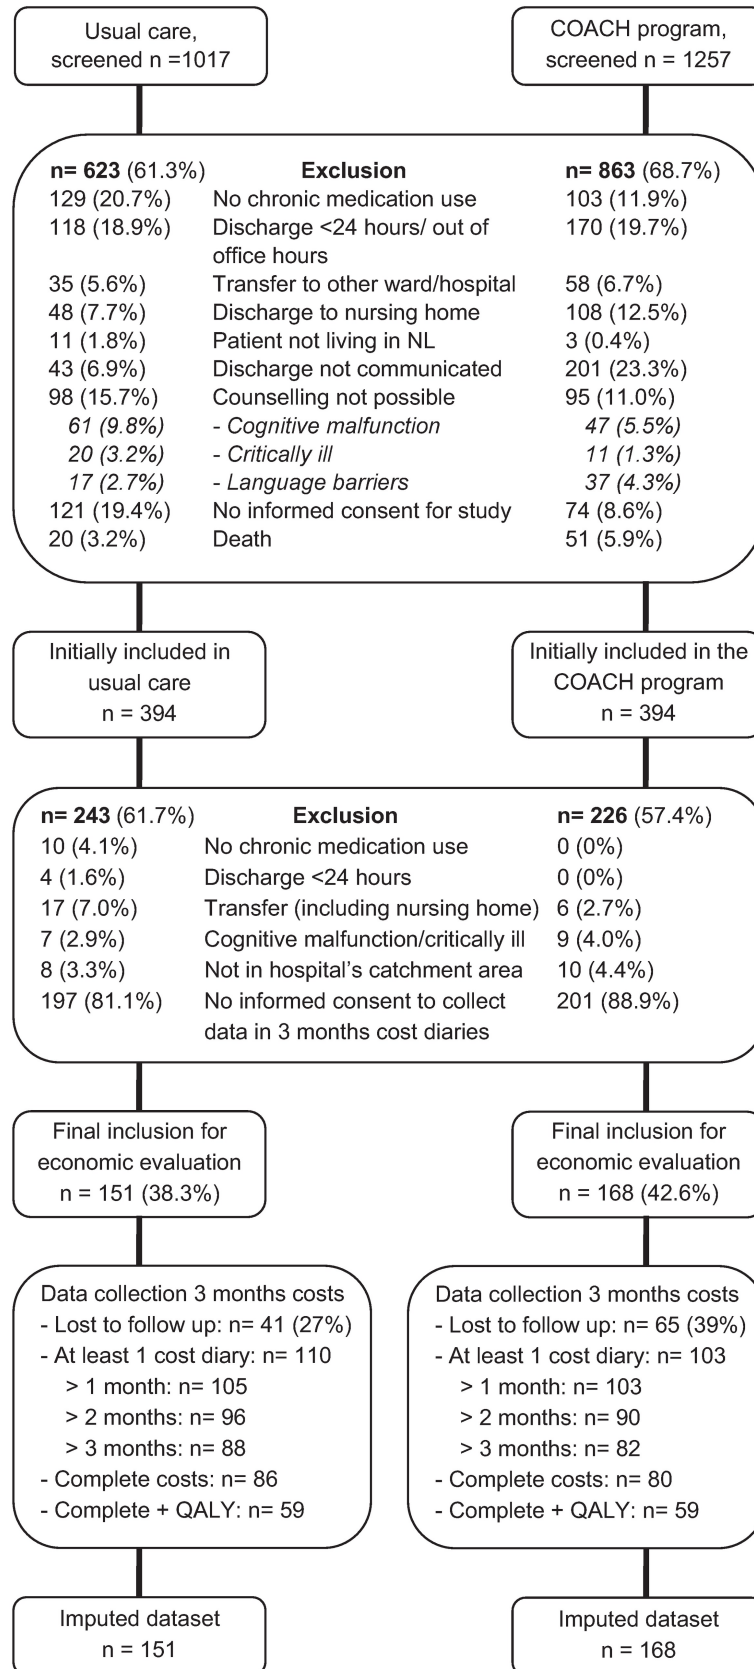 Usual care,
screened n =1017
COACH program,
screened n = 1257
n= 623 (61.3%) Exclusion n= 863 (68.7%)
129 (20.7%) No chronic medication use 103 (11.9%)
118 (18.9%) Discharge <24 hours/ out of 170 (19.7%)
office hours
35 (5.6%) Transfer to other ward/hospital 58 (6.7%)
48 (7.7%) Discharge to nursing home 108 (12.5%)
11 (1.8%) Patient not living in NL 3 (0.4%)
43 (6.9%) Discharge not communicated 201 (23.3%)
98 (15.7%) Counselling not possible 95 (11.0%)
61 (9.8%) - Cognitive malfunction 47 (5.5%)
20 (3.2%) - Critically ill 11 (1.3%)
17 (2.7%) - Language barriers 37 (4.3%)
121 (19.4%) No informed consent for study 74 (8.6%)
20 (3.2%) Death 51 (5.9%)
Initially included in
usual care
n = 394
Initially included in the
COACH program
n = 394
n= 243 (61.7%) Exclusion n= 226 (57.4%)
10 (4.1%) No chronic medication use 0 (0%)
4 (1.6%) Discharge <24 hours 0 (0%)
17 (7.0%) Transfer (including nursing home) 6 (2.7%)
7 (2.9%) Cognitive malfunction/critically ill 9 (4.0%)
8 (3.3%) Not in hospital's catchment area 10 (4.4%)
197 (81.1%) No informed consent to collect 201 (88.9%)
data in 3 months cost diaries
Final inclusion for
economic evaluation
n = 151 (38.3%)
Final inclusion for
economic evaluation
n = 168 (42.6%)
Data collection 3 months costs
- Lost to follow up: n= 41 (27%)
- At least 1 cost diary: n= 110
> 1 month: n= 105
> 2 months: n= 96
> 3 months: n= 88
- Complete costs: n= 86
- Complete + QALY: n= 59
Data collection 3 months costs
- Lost to follow up: n= 65 (39%)
- At least 1 cost diary: n= 103
> 1 month: n= 103
> 2 months: n= 90
> 3 months: n= 82
- Complete costs: n= 80
- Complete + QALY: n= 59
Imputed dataset
n = 151
Imputed dataset
n = 168